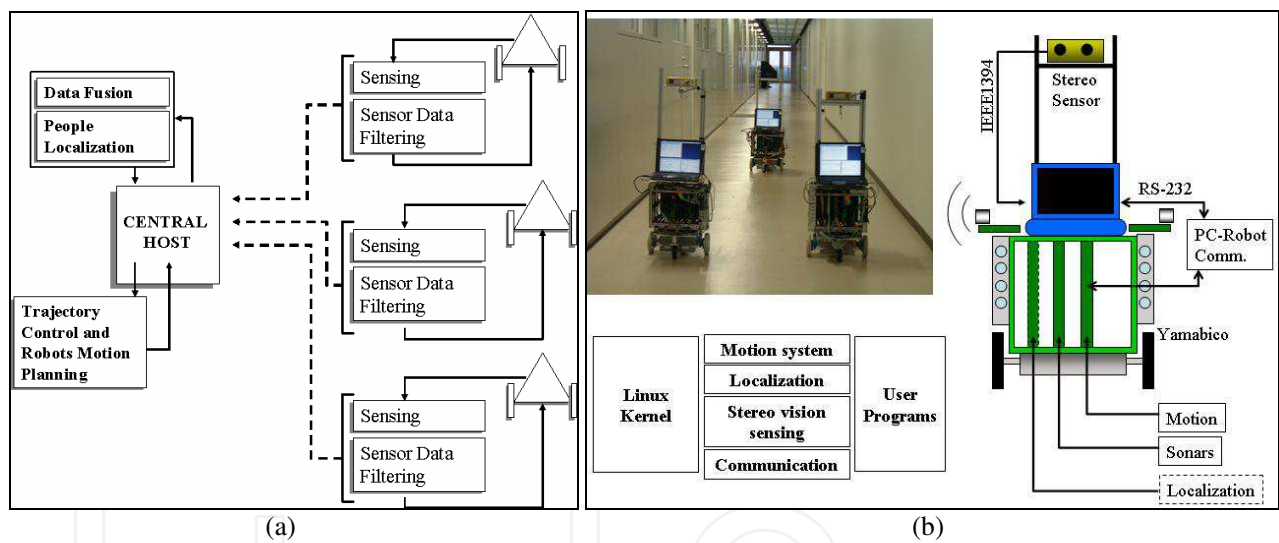 Data Fusion
People
Localization
CENTRAL
HOST
Trajectory
Control and
Robots Motion
Planning
Sensing
Sensor Data
Filtering
Sensing
Sensor Data
Filtering
Sensing
Sensor Data
Filtering
(a)
Linux
Kernel
Motion system
Localization
Stereo vision
sensing
Communication
User
Programs
IEEE1394
Stereo
Sensor
RS-232
PC-Robot
Comm.
Yamabico
Motion
Sonars
Localization
(b)